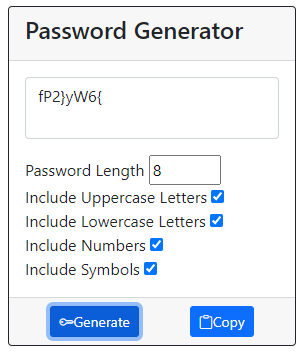 Password Generator
fP2}yW6{
Password Length 8
Include Uppercase Letters
Include Lowercase Letters
Include Numbers
Include Symbols
Generate Copy